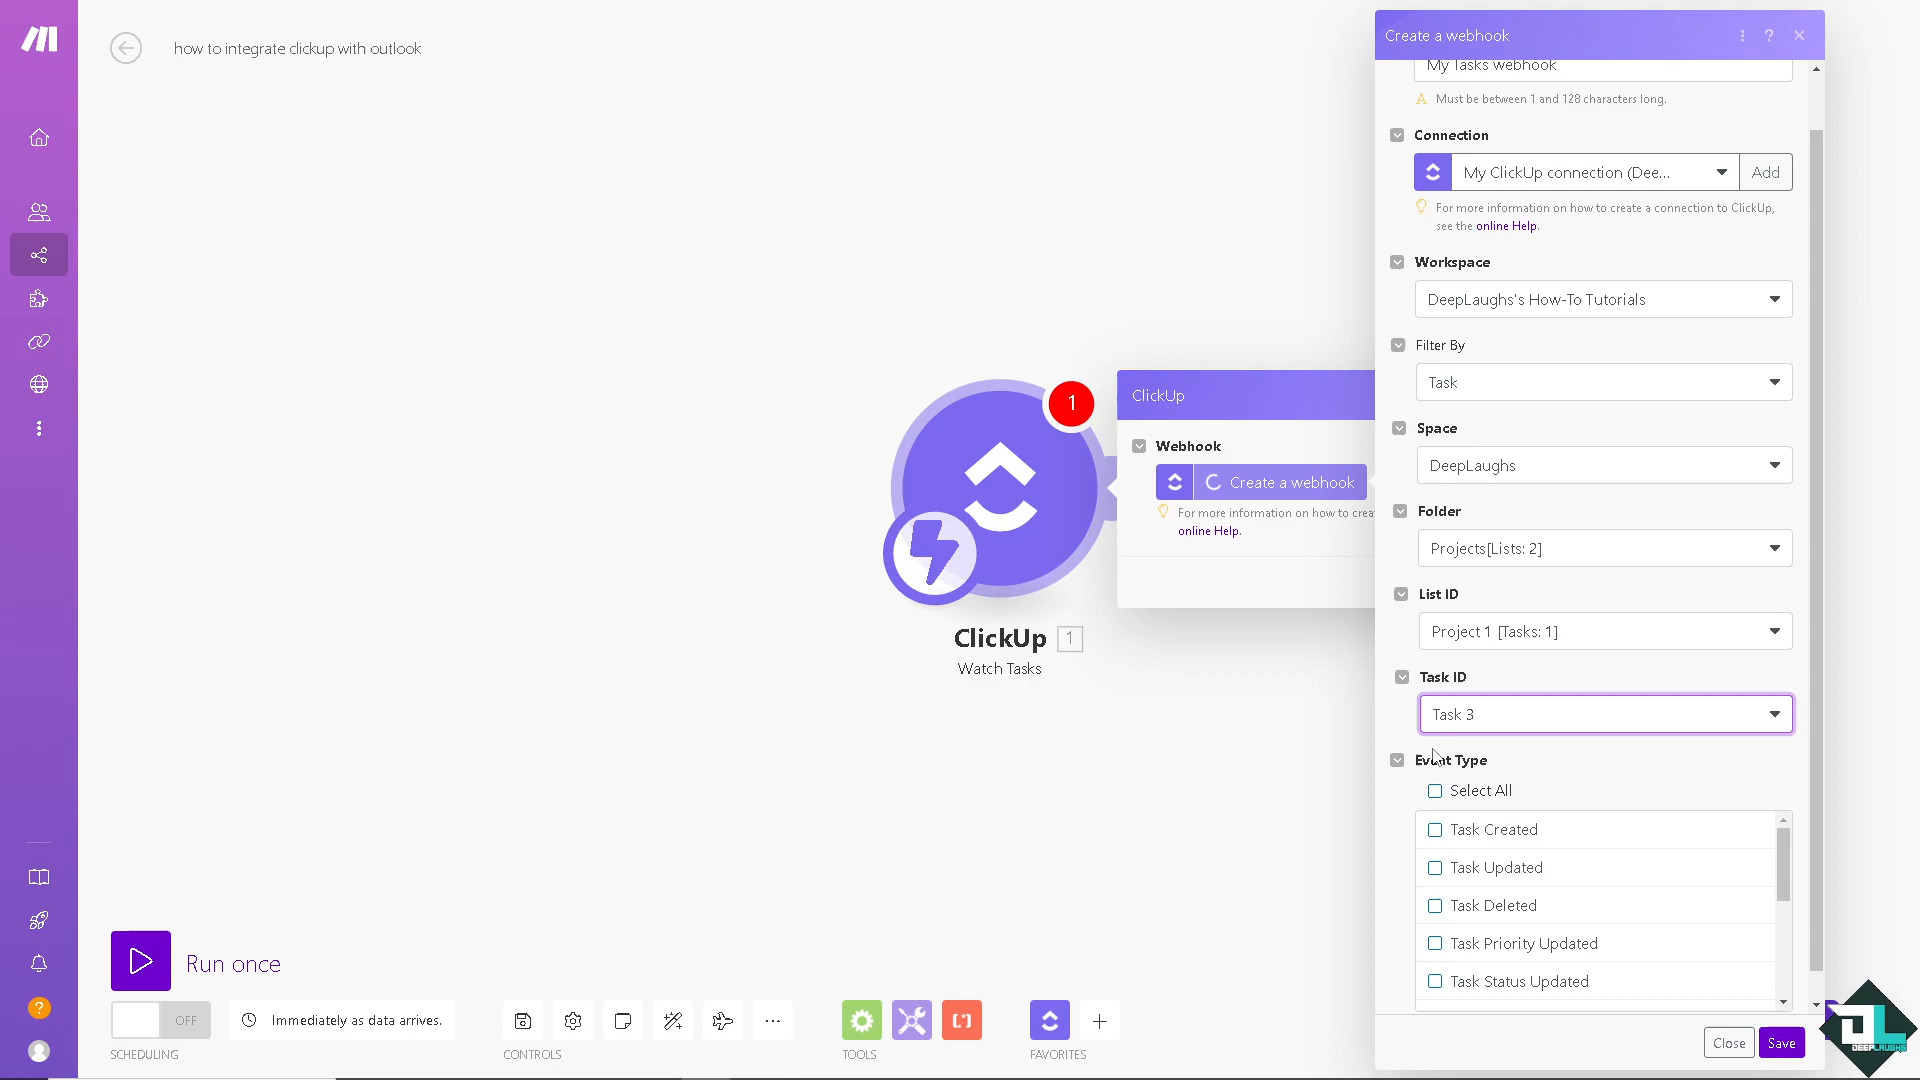 how to integrate clickup with outlook
Create a webhook
?
My Tasks webhook
Must be between 1 and 128 characters long.
Connection
My ClickUp connection (Dee...
Add
For more information on how to create a connection to ClickUp,
see the online Help.
Workspace
DeepLaughs's How-To Tutorials
Filter By
Task
Space
DeepLaughs
Folder
Projects[Lists: 2]
List ID
Project 1 [Tasks: 1]
Task ID
Task 3
Event Type
Select All
Task Created
Task Updated
Task Deleted
Task Priority Updated
Task Status Updated
Close
Save
ClickUp
Webhook
Create a webhook
For more information on how to crea
online Help.
1
ClickUp 1
Watch Tasks
Run once
OFF
Immediately as data arrives.
SCHEDULING
CONTROLS
TOOLS
FAVORITES
?
DEEPLAUGHS